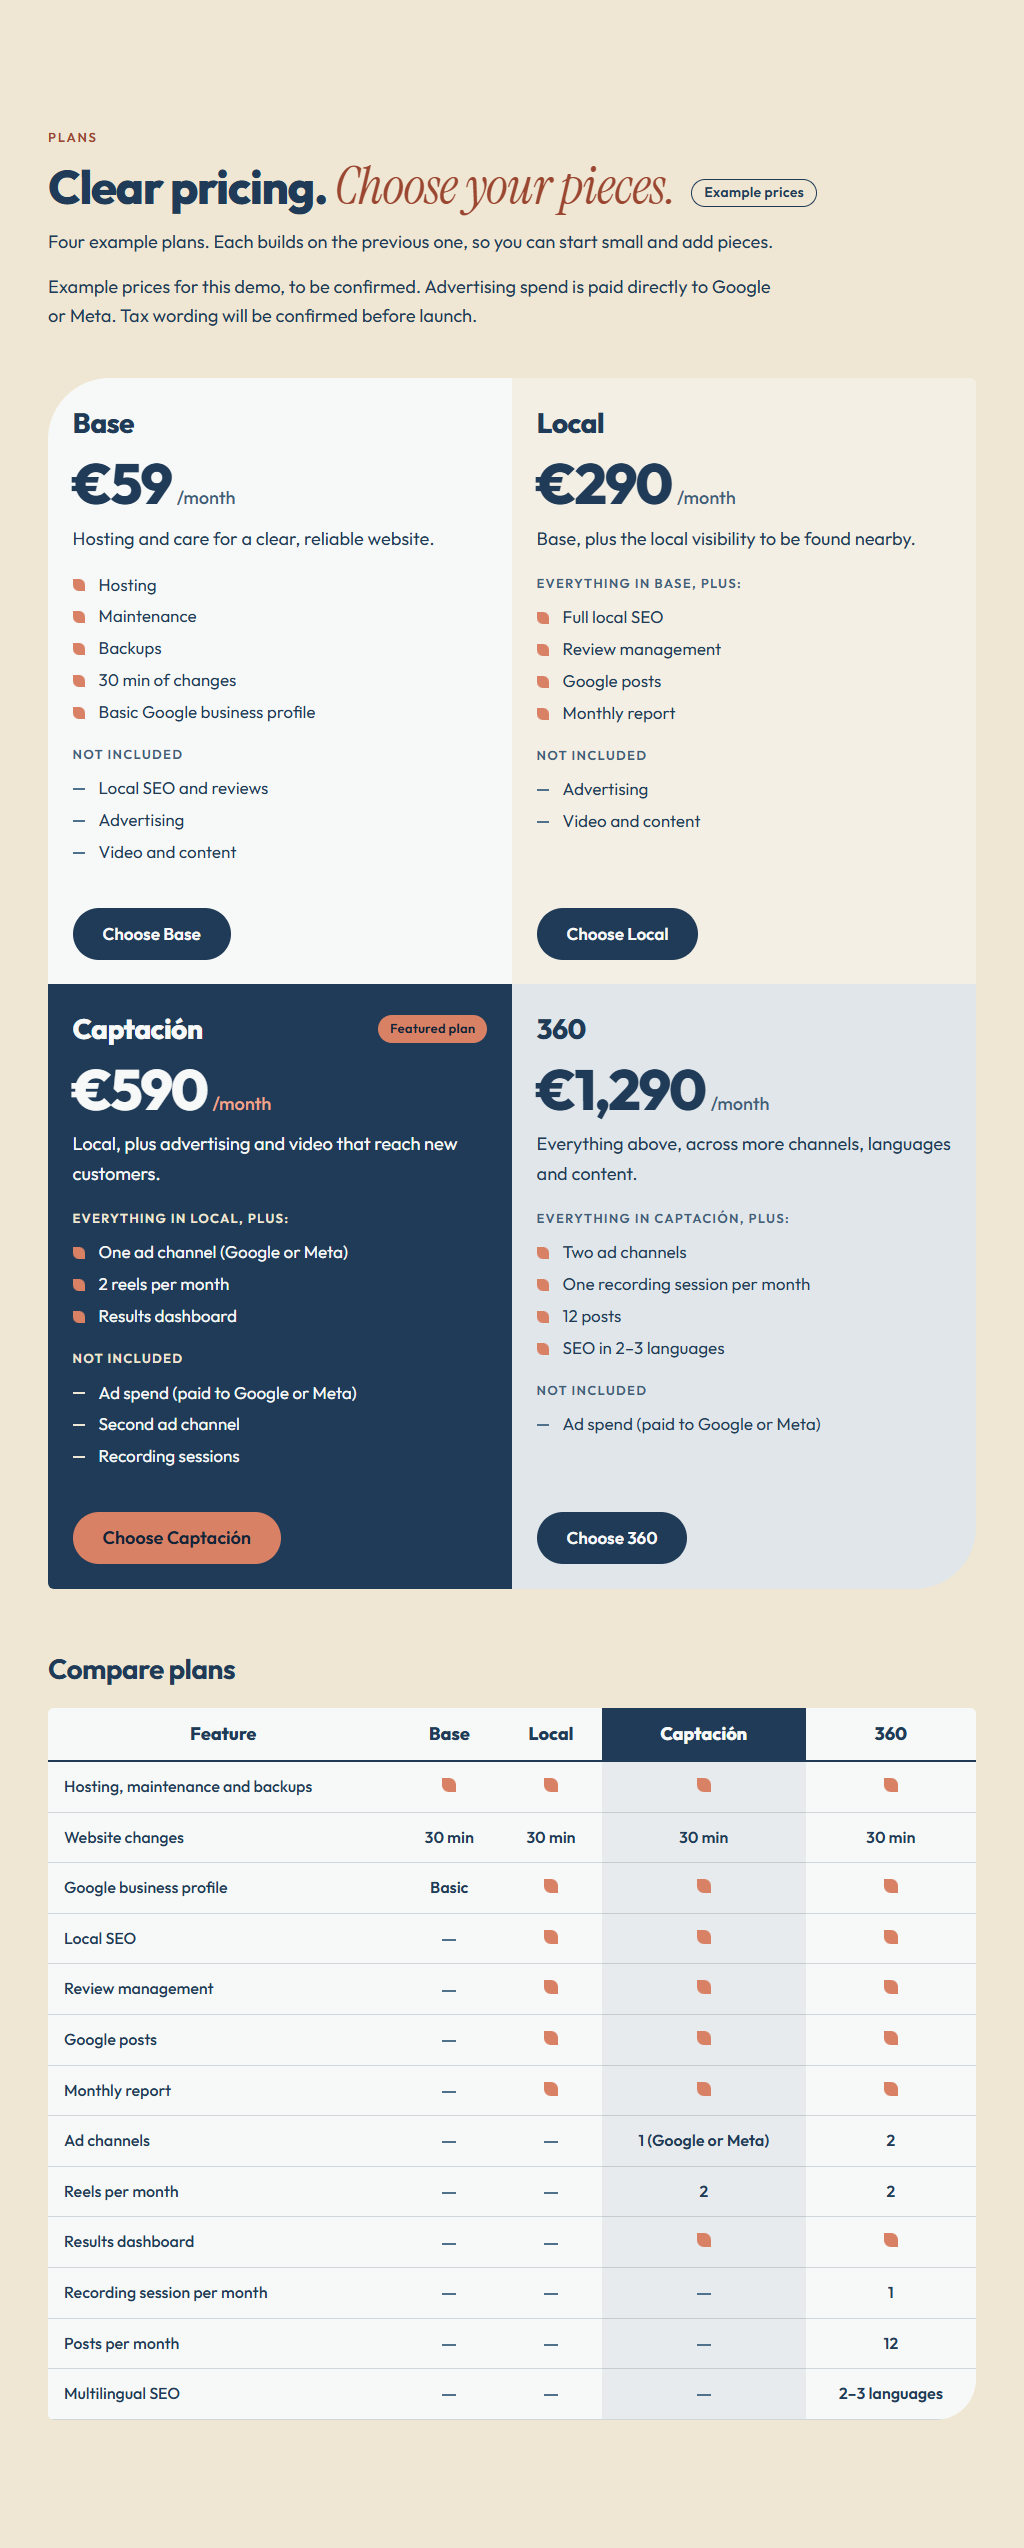 PLANS
Clear pricing. Choose your pieces. Example prices
Four example plans. Each builds on the previous one, so you can start small and add pieces.
Example prices for this demo, to be confirmed. Advertising spend is paid directly to Google
or Meta. Tax wording will be confirmed before launch.
Base
€59 /month
Hosting and care for a clear, reliable website.
Hosting
Maintenance
Backups
30 min of changes
Basic Google business profile
NOT INCLUDED
— Local SEO and reviews
— Advertising
— Video and content
Choose Base
Local
€290 /month
Base, plus the local visibility to be found nearby.
EVERYTHING IN BASE, PLUS:
Full local SEO
Review management
Google posts
Monthly report
NOT INCLUDED
— Advertising
— Video and content
Choose Local
Captación Featured plan
€590 /month
Local, plus advertising and video that reach new
customers.
EVERYTHING IN LOCAL, PLUS:
One ad channel (Google or Meta)
2 reels per month
Results dashboard
NOT INCLUDED
— Ad spend (paid to Google or Meta)
— Second ad channel
— Recording sessions
Choose Captación
360
€1,290 /month
Everything above, across more channels, languages
and content.
EVERYTHING IN CAPTACIÓN, PLUS:
Two ad channels
One recording session per month
12 posts
SEO in 2–3 languages
NOT INCLUDED
— Ad spend (paid to Google or Meta)
Choose 360
Compare plans
Feature Base Local Captación 360
Hosting, maintenance and backups
Website changes 30 min 30 min 30 min 30 min
Google business profile Basic
Local SEO —
Review management —
Google posts —
Monthly report —
Ad channels — — 1 (Google or Meta) 2
Reels per month — — 2 2
Results dashboard — —
Recording session per month — — — 1
Posts per month — — — 12
Multilingual SEO — — — 2–3 languages